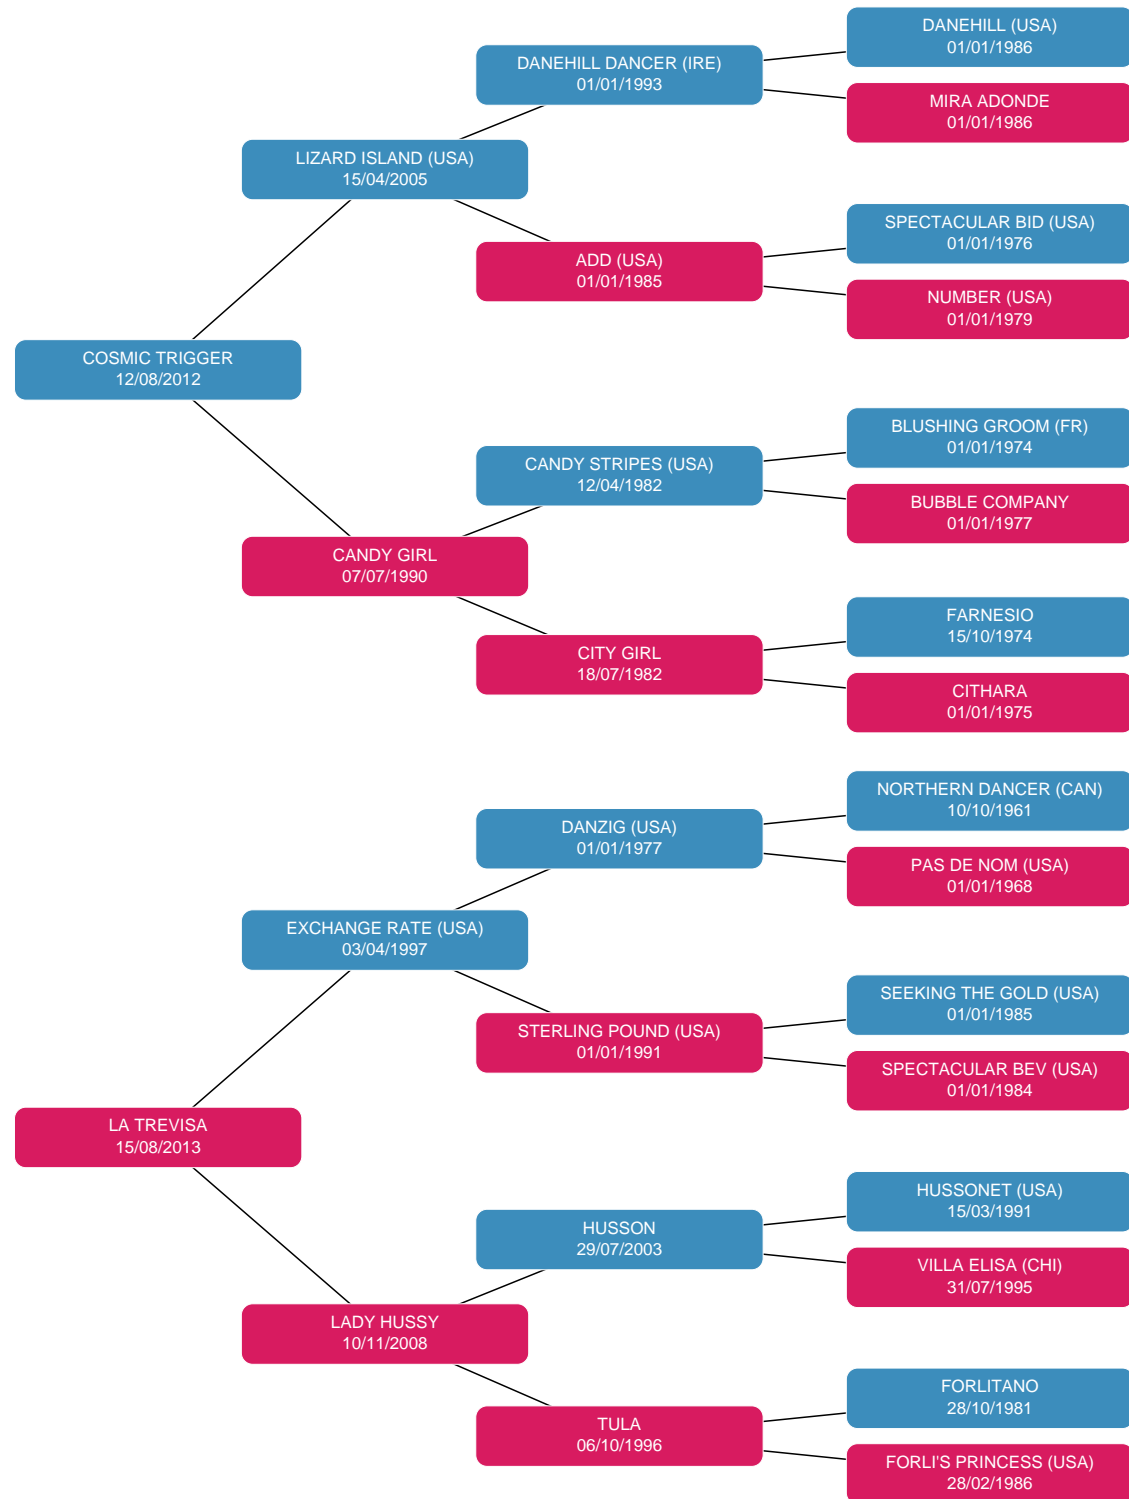 DANEHILL (USA)
01/01/1986
DANEHILL DANCER (IRE)
01/01/1993
MIRA ADONDE
01/01/1986
LIZARD ISLAND (USA)
15/04/2005
SPECTACULAR BID (USA)
01/01/1976
ADD (USA)
01/01/1985
NUMBER (USA)
01/01/1979
COSMIC TRIGGER
12/08/2012
BLUSHING GROOM (FR)
01/01/1974
CANDY STRIPES (USA)
12/04/1982
BUBBLE COMPANY
01/01/1977
CANDY GIRL
07/07/1990
FARNESIO
15/10/1974
CITY GIRL
18/07/1982
CITHARA
01/01/1975
NORTHERN DANCER (CAN)
10/10/1961
DANZIG (USA)
01/01/1977
PAS DE NOM (USA)
01/01/1968
EXCHANGE RATE (USA)
03/04/1997
SEEKING THE GOLD (USA)
01/01/1985
STERLING POUND (USA)
01/01/1991
SPECTACULAR BEV (USA)
01/01/1984
LA TREVISA
15/08/2013
HUSSONET (USA)
15/03/1991
HUSSON
29/07/2003
VILLA ELISA (CHI)
31/07/1995
LADY HUSSY
10/11/2008
FORLITANO
28/10/1981
TULA
06/10/1996
FORLI'S PRINCESS (USA)
28/02/1986